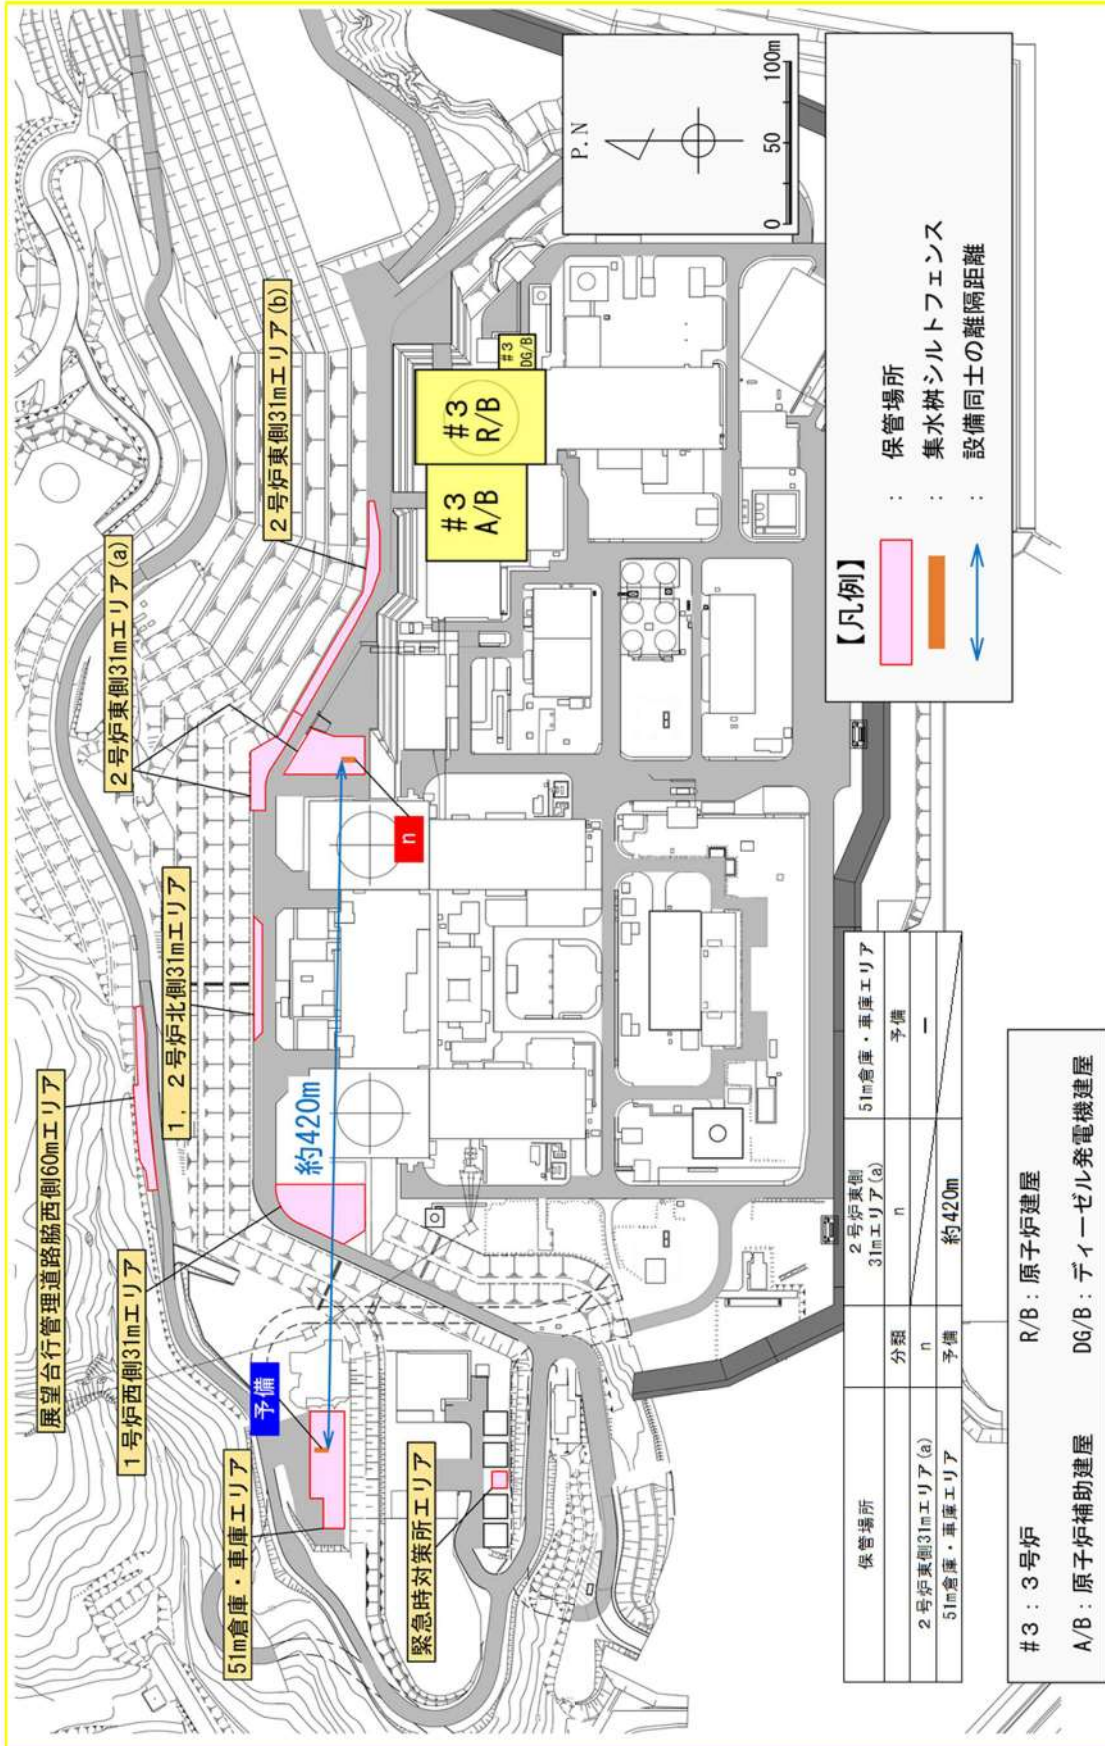 展望台行管理道路脇西側60mエリア
1号炉西側31mエリア
51m倉庫・車庫エリア
予備
緊急時対策所エリア
1,2号炉北側31mエリア
2号炉東側31mエリア(a)
2号炉東側31mエリア(b)
約420m
n
#3
A/B
#3
R/B
#3
DG/B
P.N
0 50 100m
【凡例】
: 保管場所
: 集水桝シルトフェンス
: 設備同士の離隔距離
保管場所 分類 2号炉東側31mエリア(a) 51m倉庫・車庫エリア
n 予備
2号炉東側31mエリア(a) n ー
51m倉庫・車庫エリア 予備 約420m
#3:3号炉 R/B:原子炉建屋
A/B:原子炉補助建屋 DG/B:ディーゼル発電機建屋